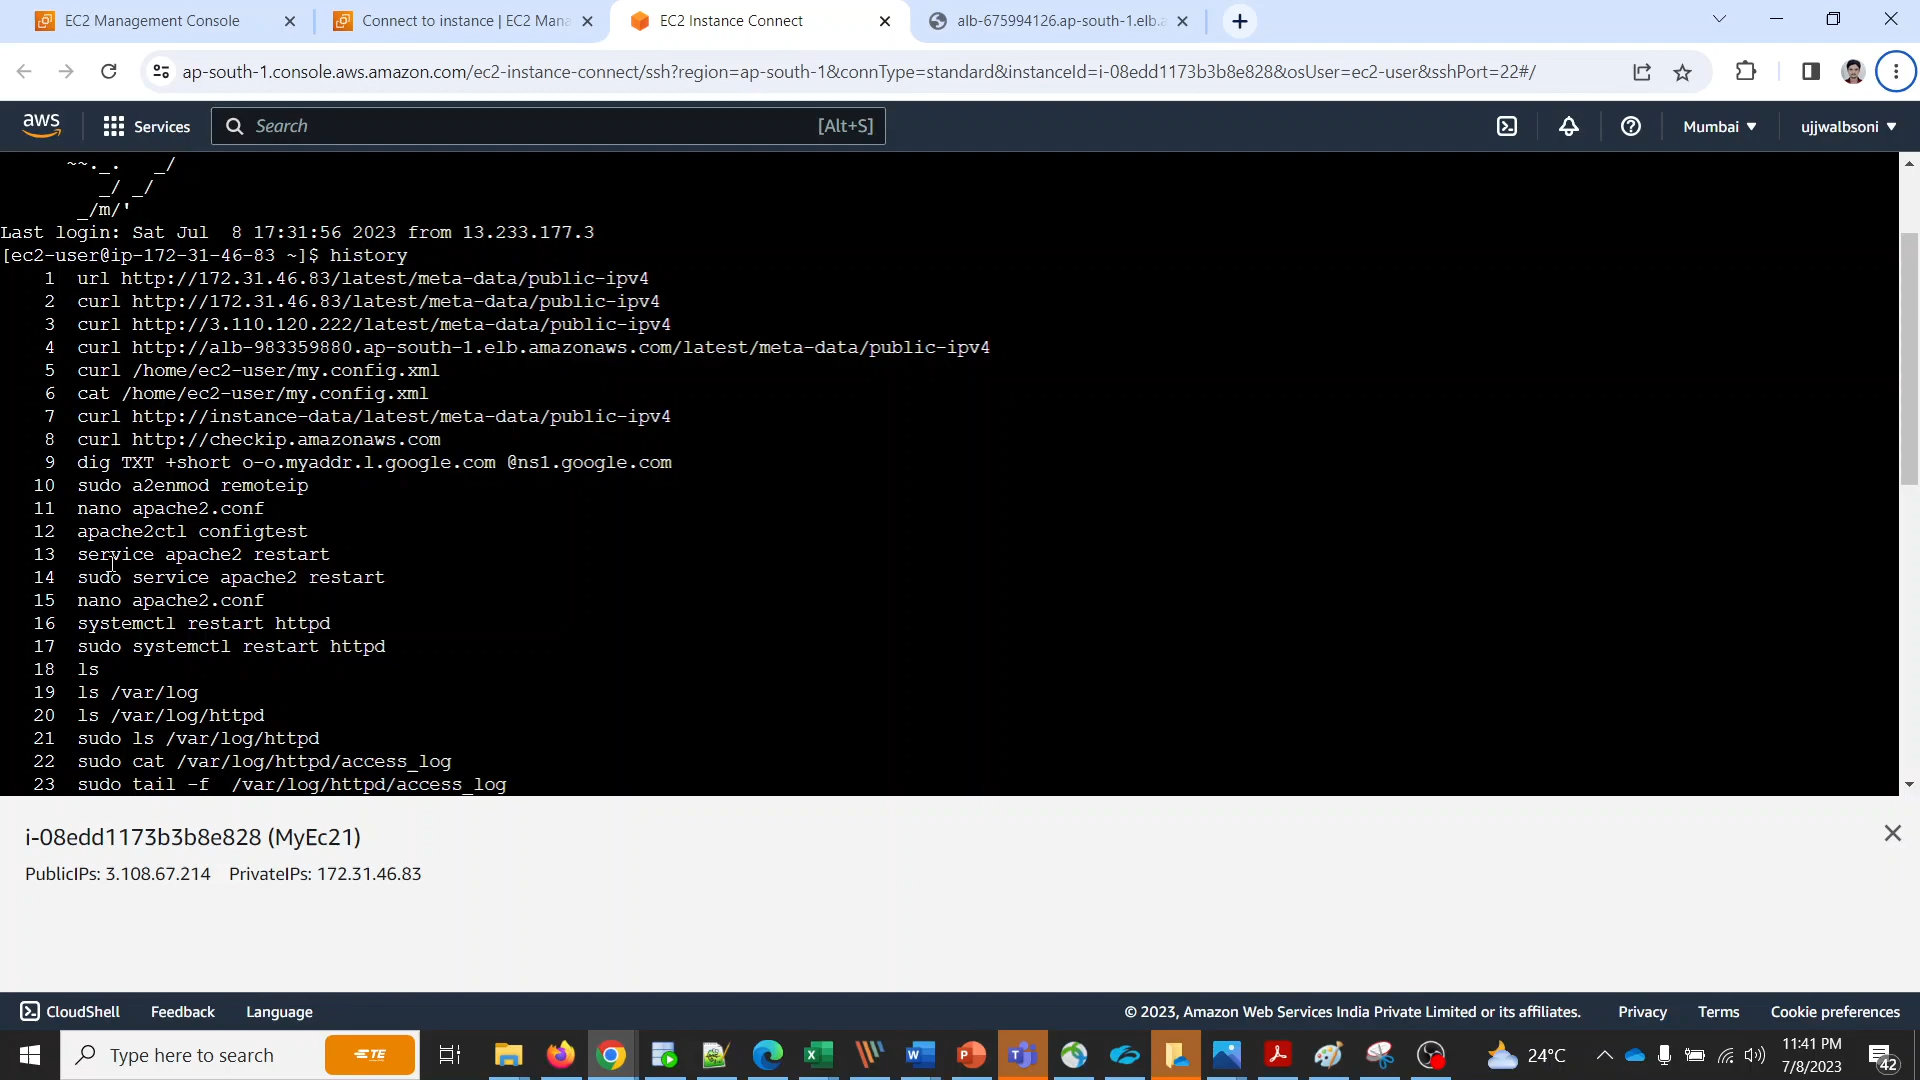 EC2 Management Console
Connect to instance | EC2 Mana
EC2 Instance Connect
alb-675994126.ap-south-1.elb.a
ap-south-1.console.aws.amazon.com/ec2-instance-connect/ssh?region=ap-south-1&connType=standard&instanceId=i-08edd1173b3b8e828&osUser=ec2-user&sshPort=22#/
aws
Services
Search
[Alt+S]
Mumbai
ujjwalbsoni
~~._.   _/
_/ _/
_/m/'
Last login: Sat Jul  8 17:31:56 2023 from 13.233.177.3
[ec2-user@ip-172-31-46-83 ~]$ history
1  url http://172.31.46.83/latest/meta-data/public-ipv4
2  curl http://172.31.46.83/latest/meta-data/public-ipv4
3  curl http://3.110.120.222/latest/meta-data/public-ipv4
4  curl http://alb-983359880.ap-south-1.elb.amazonaws.com/latest/meta-data/public-ipv4
5  curl /home/ec2-user/my.config.xml
6  cat /home/ec2-user/my.config.xml
7  curl http://instance-data/latest/meta-data/public-ipv4
8  curl http://checkip.amazonaws.com
9  dig TXT +short o-o.myaddr.l.google.com @ns1.google.com
10  sudo a2enmod remoteip
11  nano apache2.conf
12  apache2ctl configtest
13  service apache2 restart
14  sudo service apache2 restart
15  nano apache2.conf
16  systemctl restart httpd
17  sudo systemctl restart httpd
18  ls
19  ls /var/log
20  ls /var/log/httpd
21  sudo ls /var/log/httpd
22  sudo cat /var/log/httpd/access_log
23  sudo tail -f  /var/log/httpd/access_log
i-08edd1173b3b8e828 (MyEc21)
PublicIPs: 3.108.67.214 PrivateIPs: 172.31.46.83
CloudShell
Feedback
Language
© 2023, Amazon Web Services India Private Limited or its affiliates.
Privacy
Terms
Cookie preferences
Type here to search
24°C
11:41 PM
7/8/2023
42